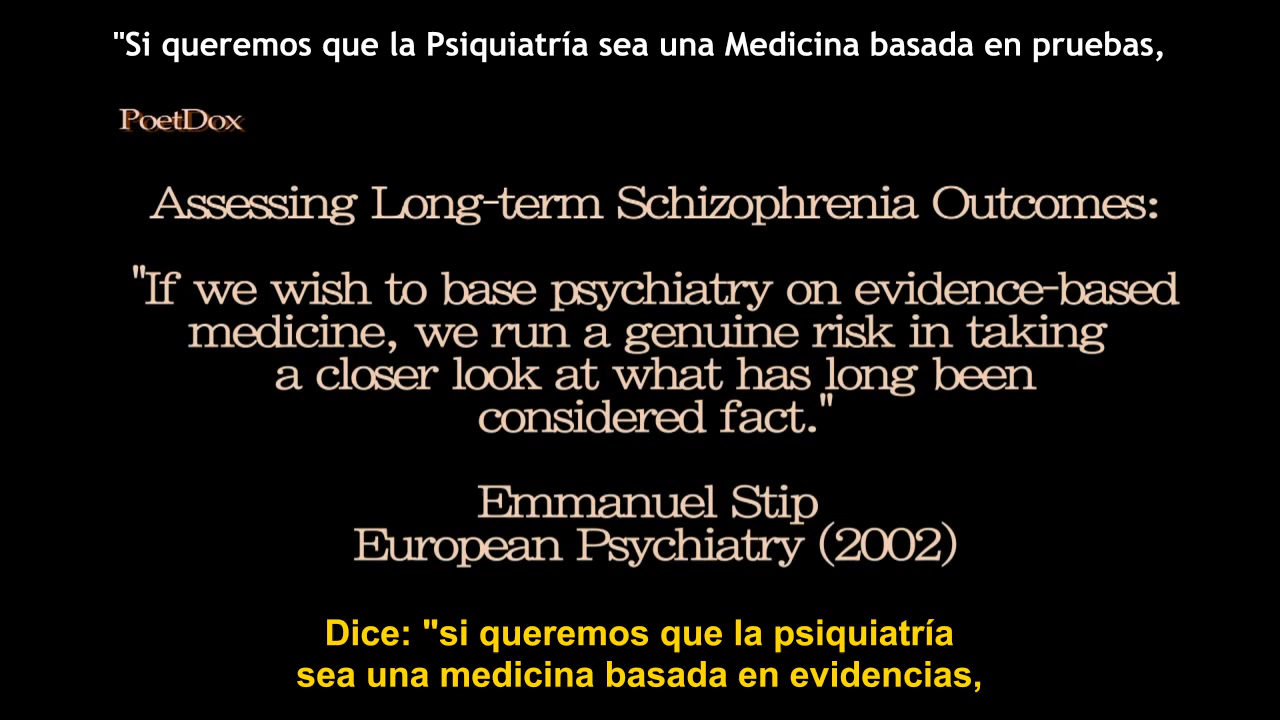 "Si queremos que la Psiquiatría sea una Medicina basada en pruebas,
PoetDox
Assessing Long-term Schizophrenia Outcomes:
"If we wish to base psychiatry on evidence-based
medicine, we run a genuine risk in taking
a closer look at what has long been
considered fact."
Emmanuel Stip
European Psychiatry (2002)
Dice: "si queremos que la psiquiatría
sea una medicina basada en evidencias,